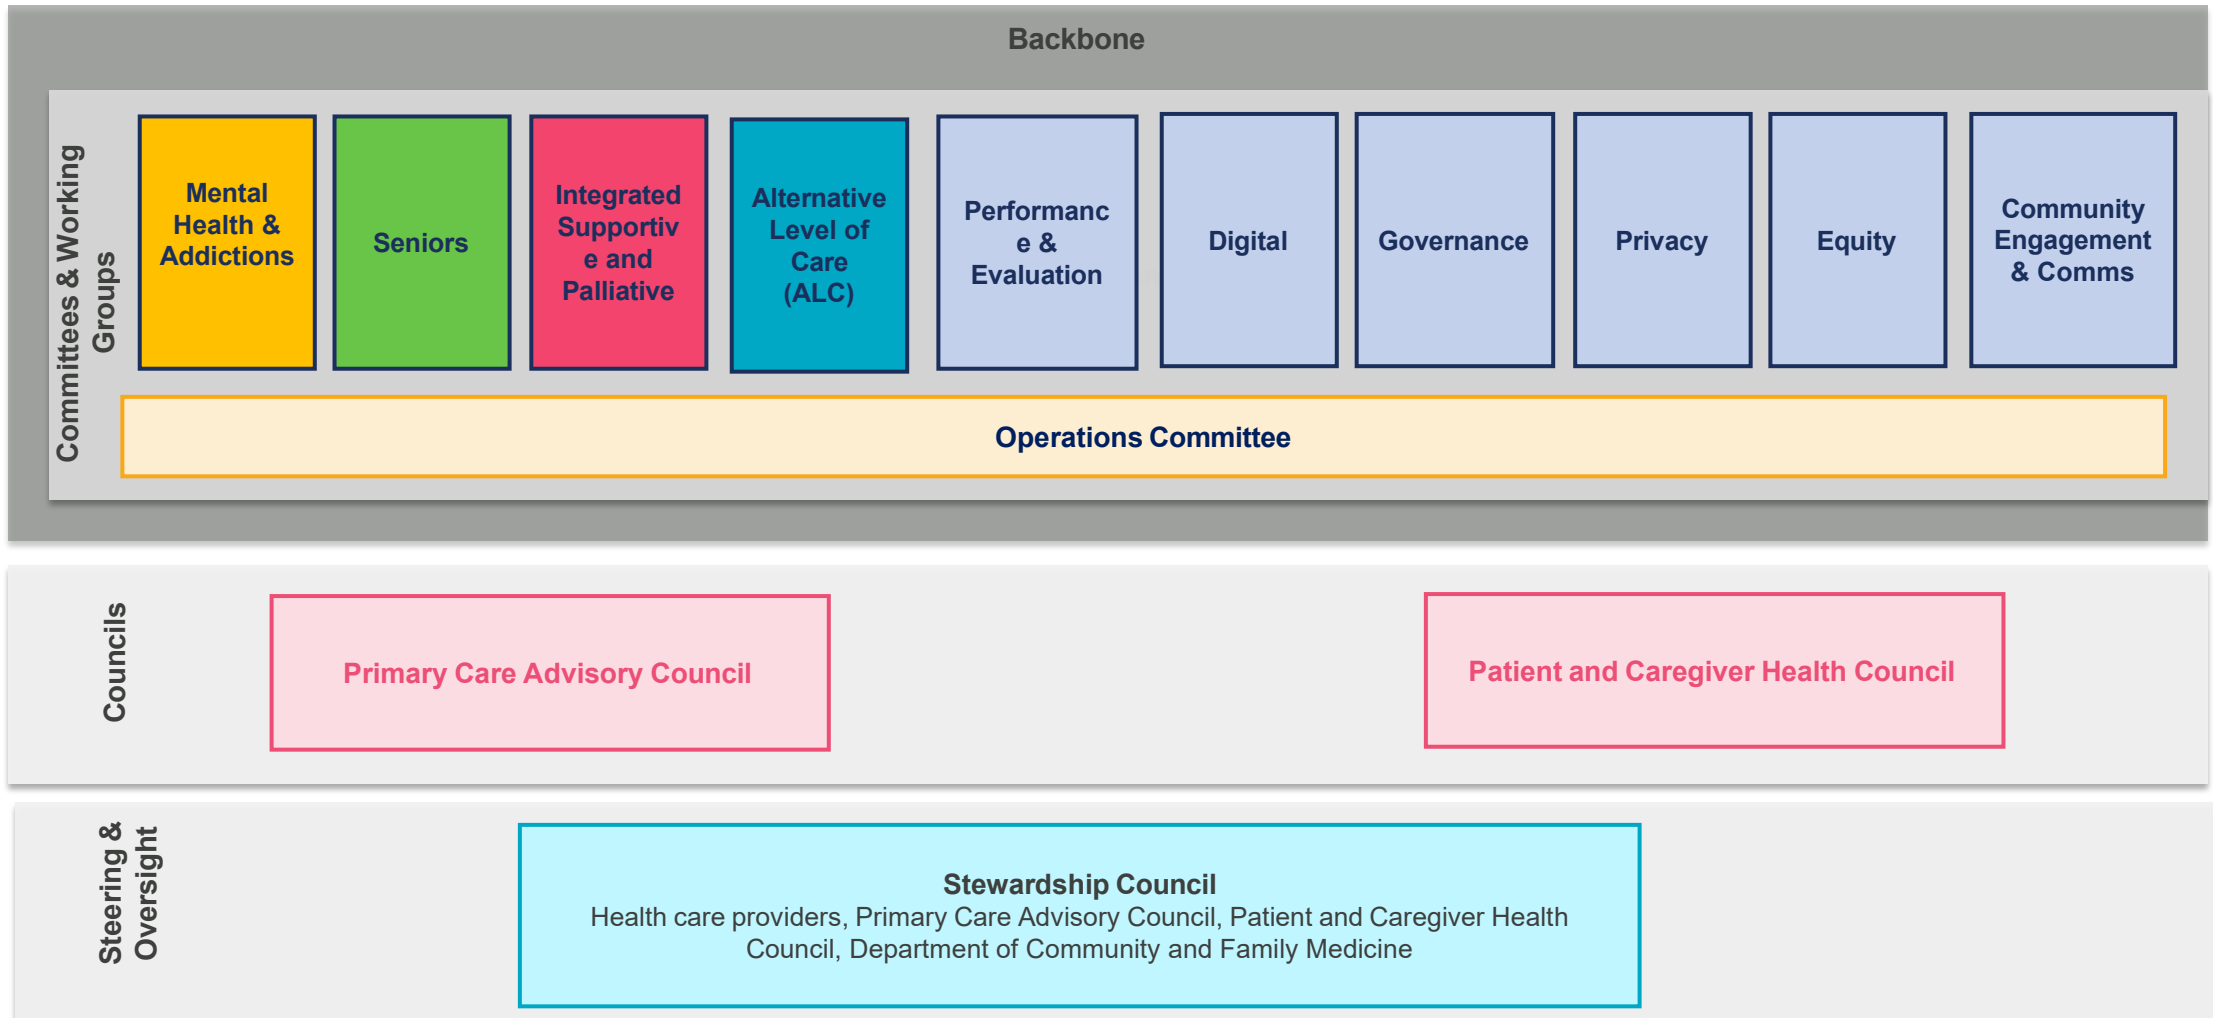 Backbone
Committees & Working
Groups
Mental
Health &
Addictions
Seniors
Integrated
Supportiv
e and
Palliative
Alternative
Level of
Care
(ALC)
Performanc
e &
Evaluation
Digital
Governance
Privacy
Equity
Community
Engagement
& Comms
Operations Committee
Councils
Primary Care Advisory Council
Patient and Caregiver Health Council
Steering &
Oversight
Stewardship Council
Health care providers, Primary Care Advisory Council, Patient and Caregiver Health
Council, Department of Community and Family Medicine